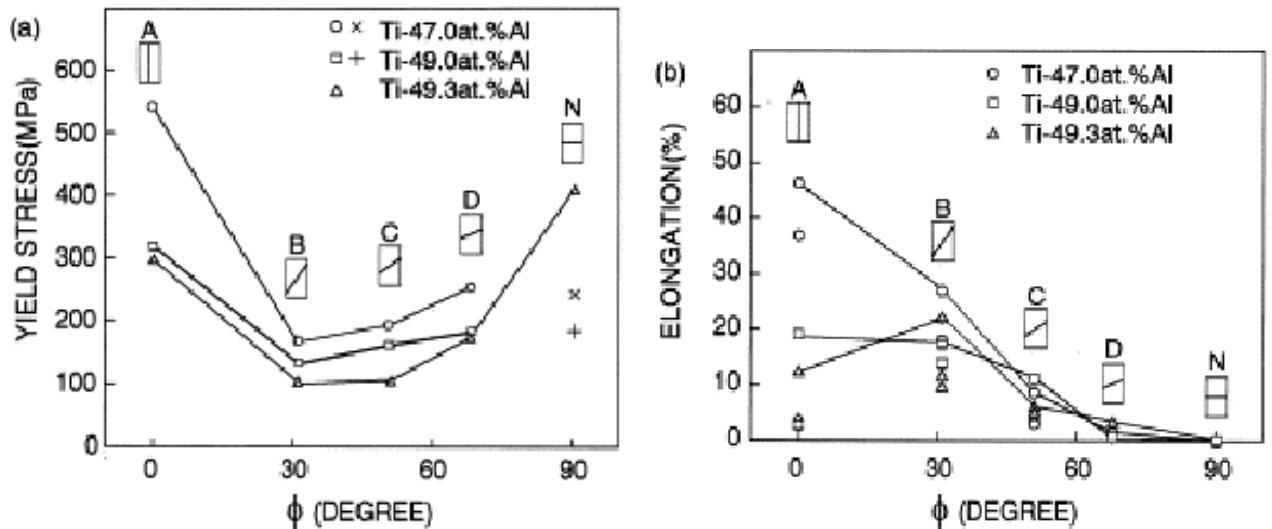 (a)
A
○ × Ti-47.0at.%Al
□ + Ti-49.0at.%Al
△ Ti-49.3at.%Al
N
D
C
B
YIELD STRESS(MPa)
600
500
400
300
200
100
0
0 30 60 90
ϕ (DEGREE)
(b)
A
○ Ti-47.0at.%Al
□ Ti-49.0at.%Al
△ Ti-49.3at.%Al
B
C
D
N
ELONGATION(%)
60
50
40
30
20
10
0
0 30 60 90
ϕ (DEGREE)